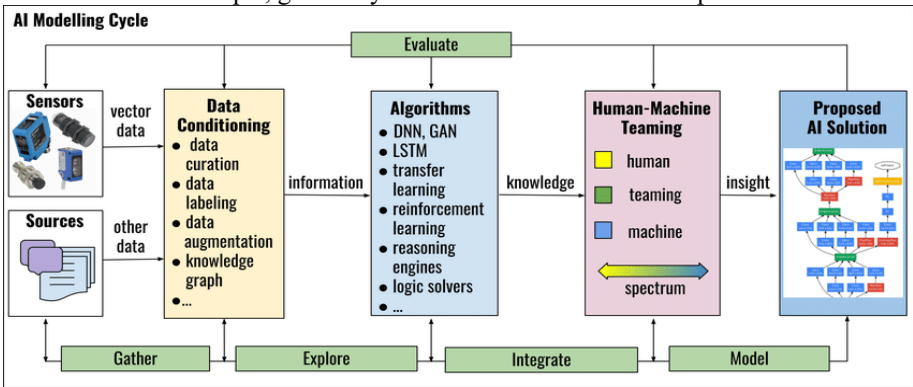 AI Modelling Cycle
Evaluate
Sensors
vector
data
Sources
other
data
Data
Conditioning
● data
curation
● data
labeling
● data
augmentation
● knowledge
graph
●...
information
Algorithms
● DNN, GAN
● LSTM
● transfer
learning
● reinforcement
learning
● reasoning
engines
● logic solvers
● ...
knowledge
Human-Machine
Teaming
human
teaming
machine
spectrum
insight
Proposed
AI Solution
Gather
Explore
Integrate
Model